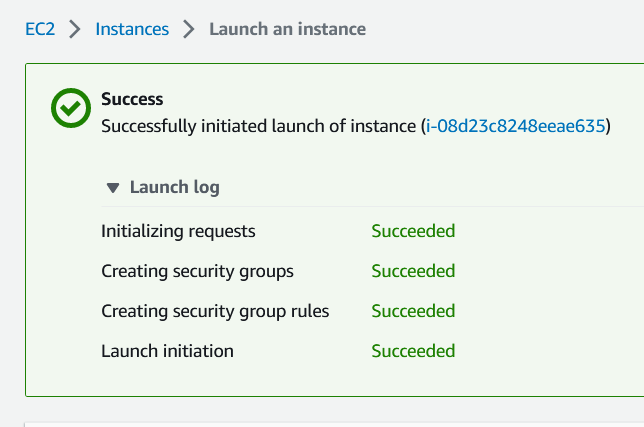 EC2 > Instances > Launch an instance
Success
Successfully initiated launch of instance (i-08d23c8248eeae635)
Launch log
Initializing requests Succeeded
Creating security groups Succeeded
Creating security group rules Succeeded
Launch initiation Succeeded